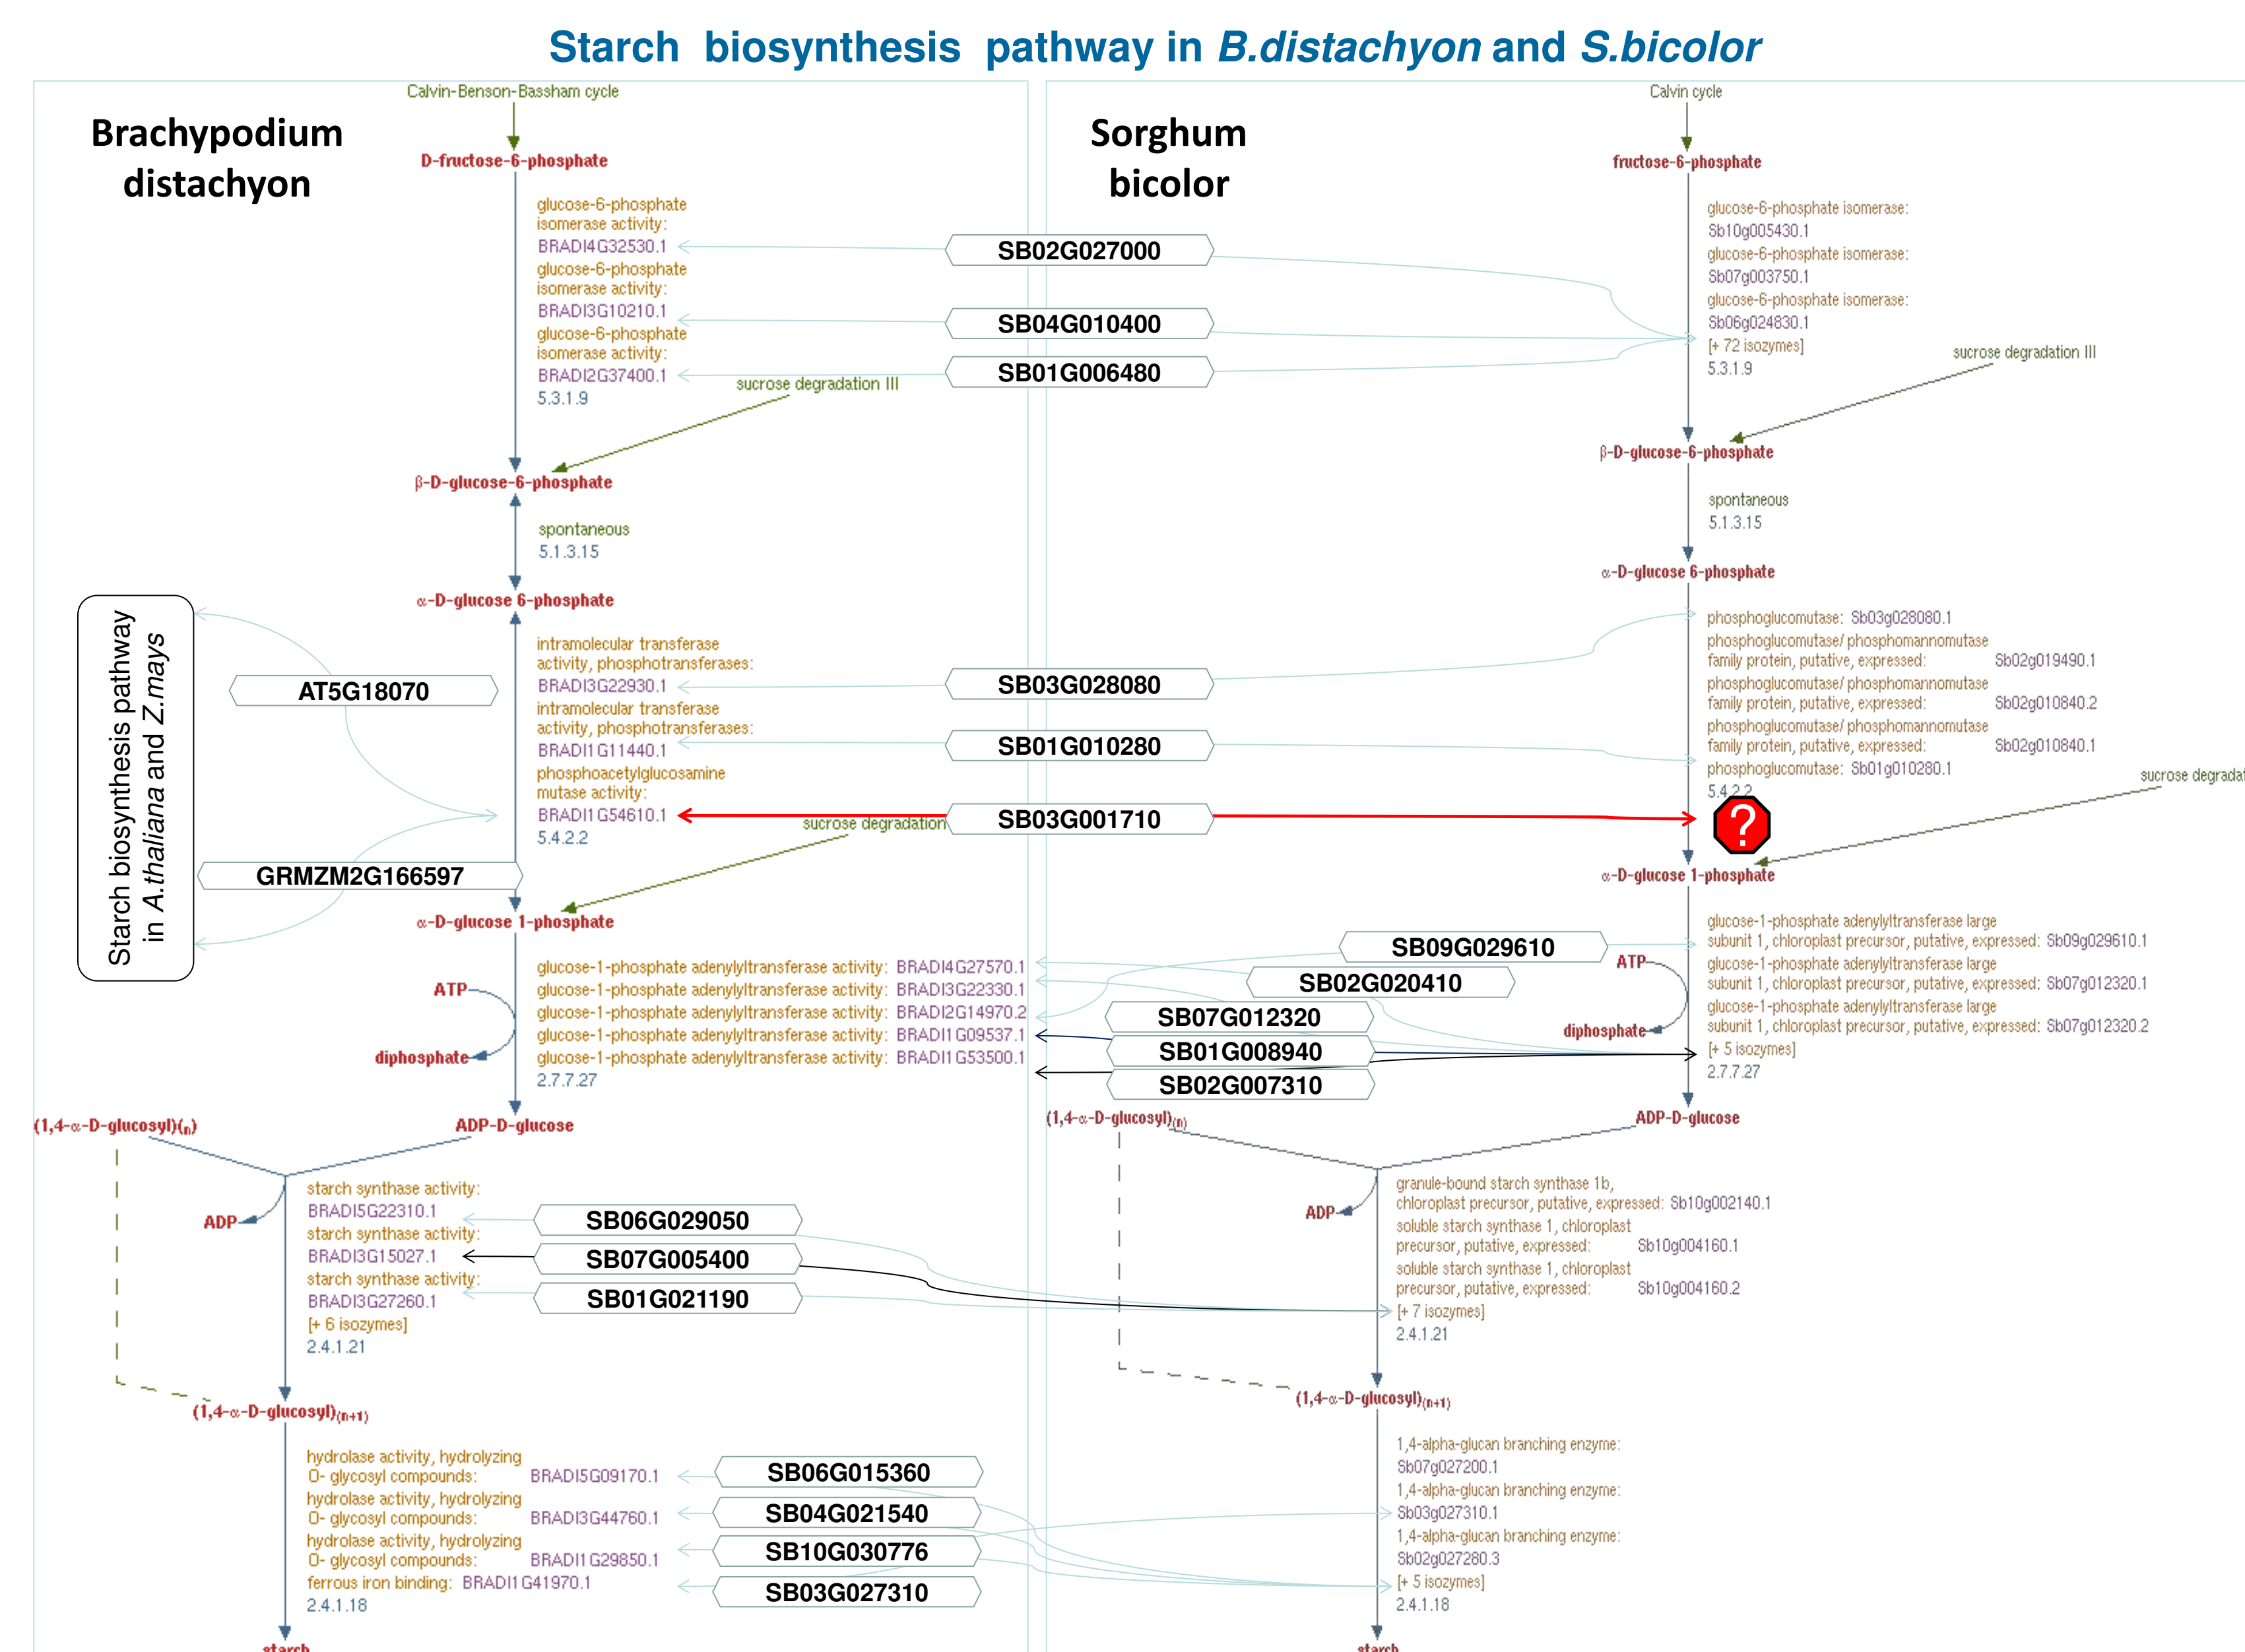 Starch biosynthesis pathway in B.distachyon and S.bicolor
Calvin-Benson-Bassham cycle
Brachypodium
distachyon
D-fructose-6-phosphate
glucose-6-phosphate
isomerase activity:
BRADI4G32530.1
glucose-6-phosphate
isomerase activity:
BRADI3G10210.1
glucose-6-phosphate
isomerase activity:
BRADI2G37400.1
5.3.1.9
sucrose degradation III
β-D-glucose-6-phosphate
spontaneous
5.1.3.15
α-D-glucose 6-phosphate
Starch biosynthesis pathway
in A.thaliana and Z.mays
AT5G18070
GRMZM2G166597
intramolecular transferase
activity, phosphotransferases:
BRADI3G22930.1
intramolecular transferase
activity, phosphotransferases:
BRADI1G11440.1
phosphoacetylglucosamine
mutase activity:
BRADI1G54610.1
5.4.2.2
sucrose degradation
α-D-glucose 1-phosphate
glucose-1-phosphate adenylyltransferase activity: BRADI4G27570.1
glucose-1-phosphate adenylyltransferase activity: BRADI3G22330.1
glucose-1-phosphate adenylyltransferase activity: BRADI2G14970.2
glucose-1-phosphate adenylyltransferase activity: BRADI1G09537.1
glucose-1-phosphate adenylyltransferase activity: BRADI1G53500.1
2.7.7.27
ATP
diphosphate
(1,4-α-D-glucosyl)(n)
ADP-D-glucose
ADP
starch synthase activity:
BRADI5G22310.1
starch synthase activity:
BRADI3G15027.1
starch synthase activity:
BRADI3G27260.1
[+ 6 isozymes]
2.4.1.21
(1,4-α-D-glucosyl)(n+1)
hydrolase activity, hydrolyzing
O- glycosyl compounds: BRADI5G09170.1
hydrolase activity, hydrolyzing
O- glycosyl compounds: BRADI3G44760.1
hydrolase activity, hydrolyzing
O- glycosyl compounds: BRADI1G29850.1
ferrous iron binding: BRADI1G41970.1
2.4.1.18
starch
SB02G027000
SB04G010400
SB01G006480
SB03G028080
SB01G010280
SB03G001710
SB09G029610
SB02G020410
SB07G012320
SB01G008940
SB02G007310
SB06G029050
SB07G005400
SB01G021190
SB06G015360
SB04G021540
SB10G030776
SB03G027310
Calvin cycle
Sorghum
bicolor
fructose-6-phosphate
glucose-6-phosphate isomerase:
Sb10g005430.1
glucose-6-phosphate isomerase:
Sb07g003750.1
glucose-6-phosphate isomerase:
Sb06g024830.1
[+ 72 isozymes]
5.3.1.9
sucrose degradation III
β-D-glucose-6-phosphate
spontaneous
5.1.3.15
α-D-glucose 6-phosphate
phosphoglucomutase: Sb03g028080.1
phosphoglucomutase/ phosphomannomutase
family protein, putative, expressed: Sb02g019490.1
phosphoglucomutase/ phosphomannomutase
family protein, putative, expressed: Sb02g010840.2
phosphoglucomutase/ phosphomannomutase
family protein, putative, expressed: Sb02g010840.1
phosphoglucomutase: Sb01g010280.1
5.4.2.2
?
sucrose degradat
α-D-glucose 1-phosphate
glucose-1-phosphate adenylyltransferase large
subunit 1, chloroplast precursor, putative, expressed: Sb09g029610.1
glucose-1-phosphate adenylyltransferase large
subunit 1, chloroplast precursor, putative, expressed: Sb07g012320.1
glucose-1-phosphate adenylyltransferase large
subunit 1, chloroplast precursor, putative, expressed: Sb07g012320.2
[+ 5 isozymes]
2.7.7.27
ATP
diphosphate
(1,4-α-D-glucosyl)(n)
ADP-D-glucose
ADP
granule-bound starch synthase 1b,
chloroplast precursor, putative, expressed: Sb10g002140.1
soluble starch synthase 1, chloroplast
precursor, putative, expressed: Sb10g004160.1
soluble starch synthase 1, chloroplast
precursor, putative, expressed: Sb10g004160.2
[+ 7 isozymes]
2.4.1.21
(1,4-α-D-glucosyl)(n+1)
1,4-alpha-glucan branching enzyme:
Sb07g027200.1
1,4-alpha-glucan branching enzyme:
Sb03g027310.1
1,4-alpha-glucan branching enzyme:
Sb02g027280.3
[+ 5 isozymes]
2.4.1.18
starch